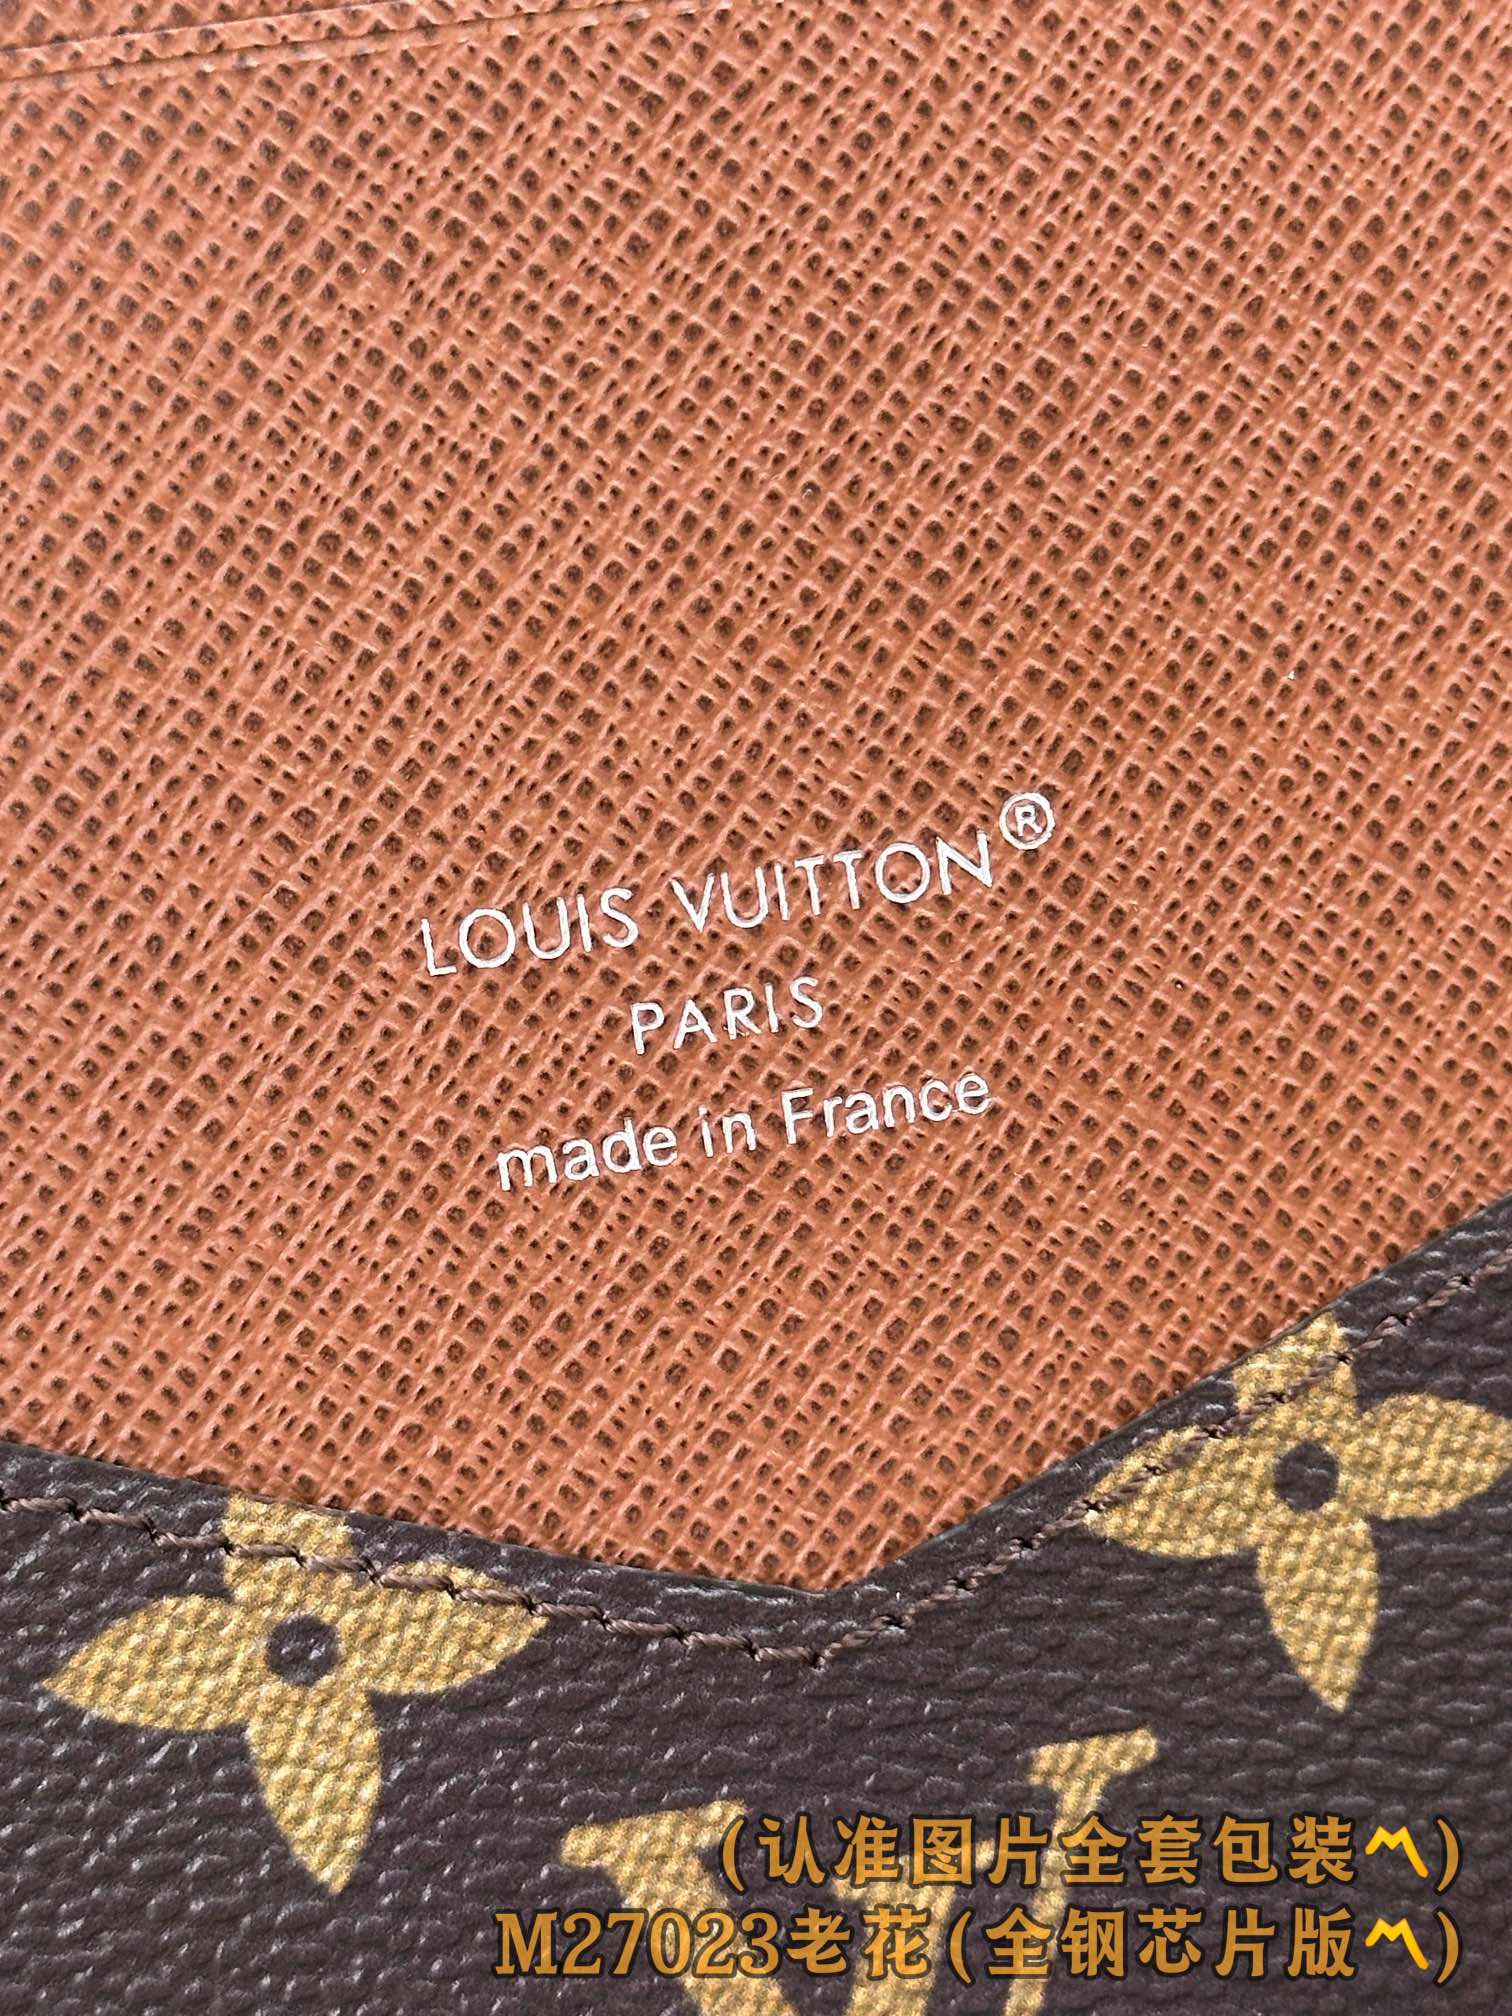 LOUIS VUITTON®
PARIS
made in France
(认准图片全套包装〽️)
M27023老花(全钢芯片版〽️)